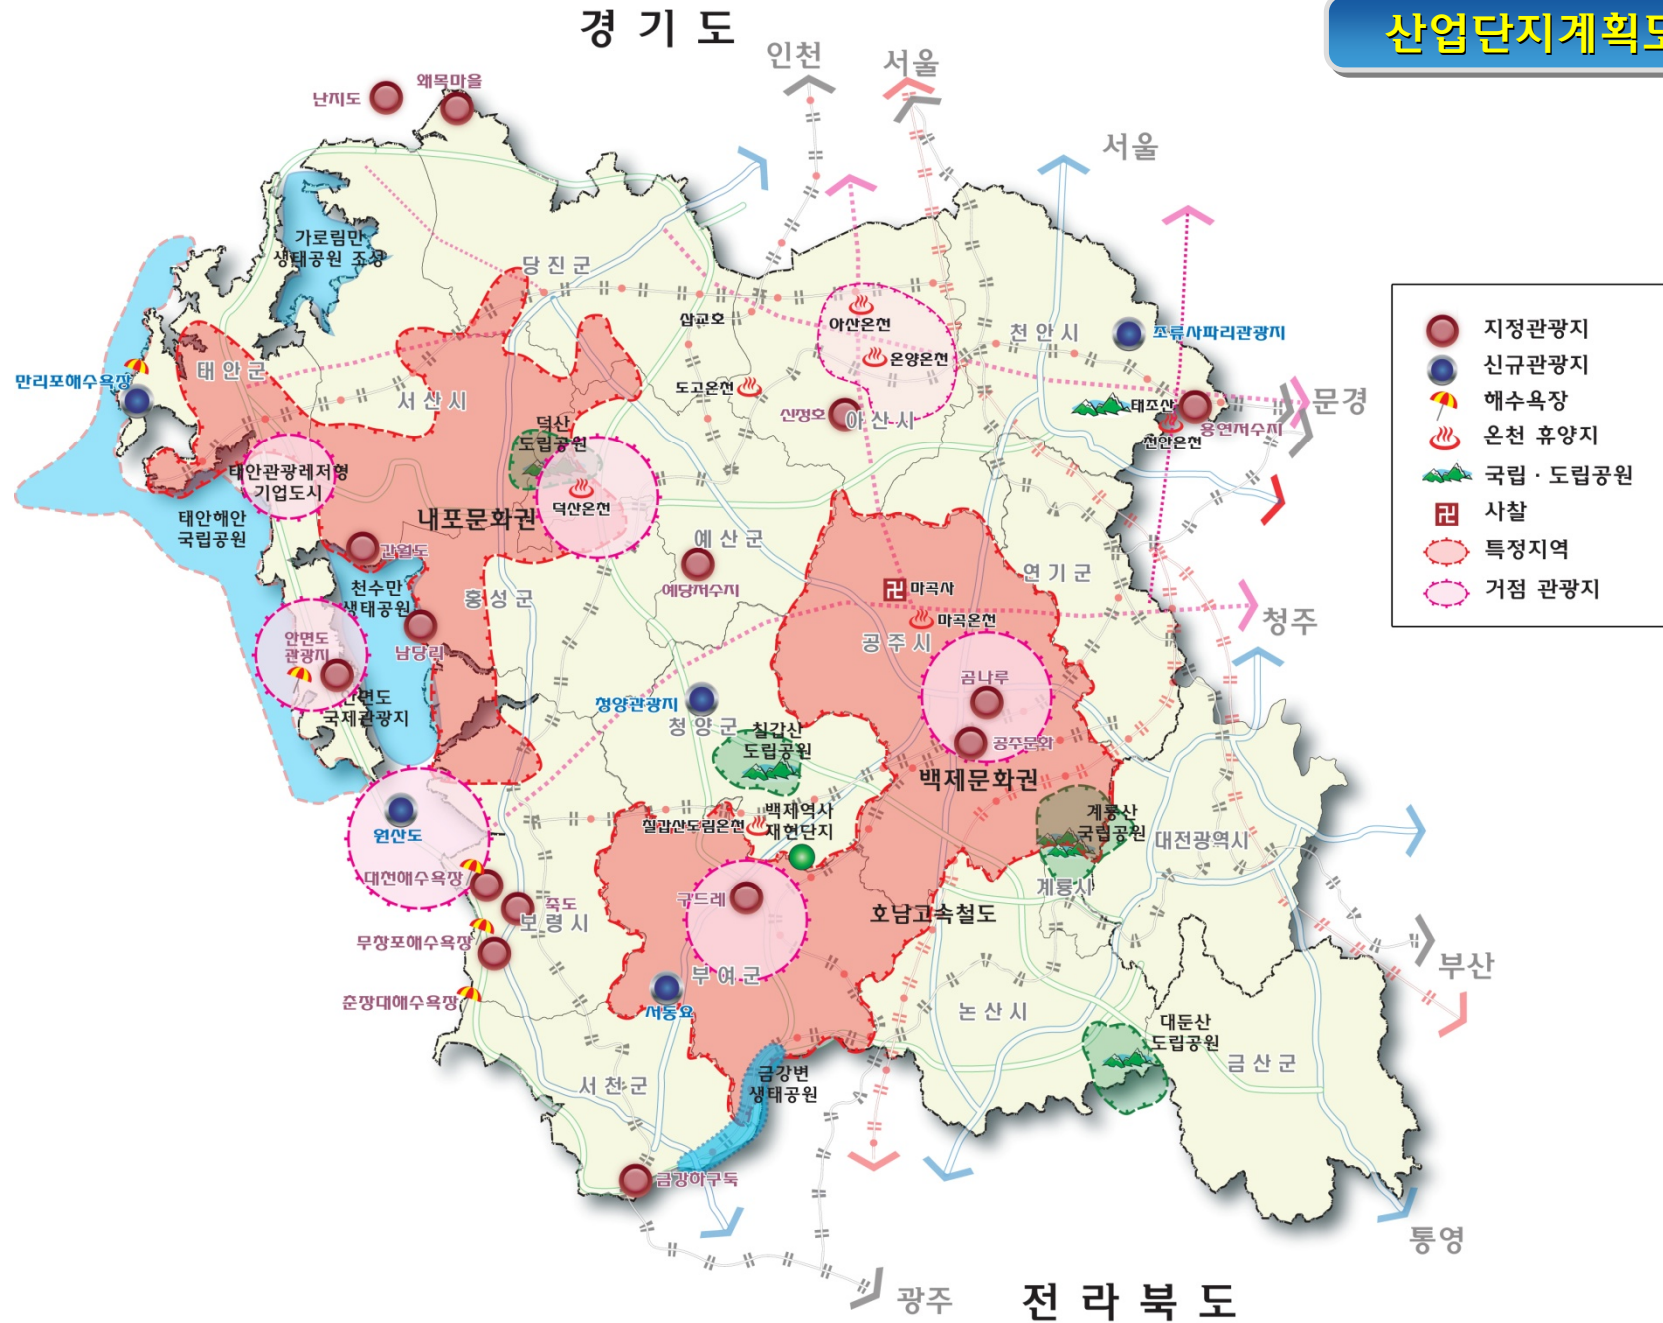 경 기 도
산업단지계획도
인천
서울
왜목마을
난지도
서울
가로림만
생태공원 조성
당 진 군
삽교호
아산온천
천 안 시
조류사파리관광지
지정관광지
신규관광지
해수욕장
온천 휴양지
국립 · 도립공원
사찰
특정지역
거점 관광지
태 안 군
만리포해수욕장
서 산 시
온양온천
도고온천
신정호
아 산 시
태조산
문경
천안온천
용연저수지
덕산
도립공원
태안관광레저형
기업도시
덕산온천
내포문화권
태안해안
국립공원
간월도
예 산 군
예당저수지
연 기 군
천수만
생태공원
홍 성 군
마곡사
마곡온천
청주
공 주 시
안면도
관광지
남당리
안면도
국제관광지
곰나루
청양관광지
청 양 군
칠갑산
도립공원
공주문화
백제문화권
원산도
칠갑산도림온천
백제역사
재현단지
계룡산
국립공원
대전광역시
대천해수욕장
계룡시
구드레
죽도
보 령 시
호남고속철도
무창포해수욕장
부산
부 여 군
춘장대해수욕장
서동요
논 산 시
대둔산
도립공원
금 산 군
금강변
생태공원
서 천 군
금강하구둑
통영
광주
전 라 북 도